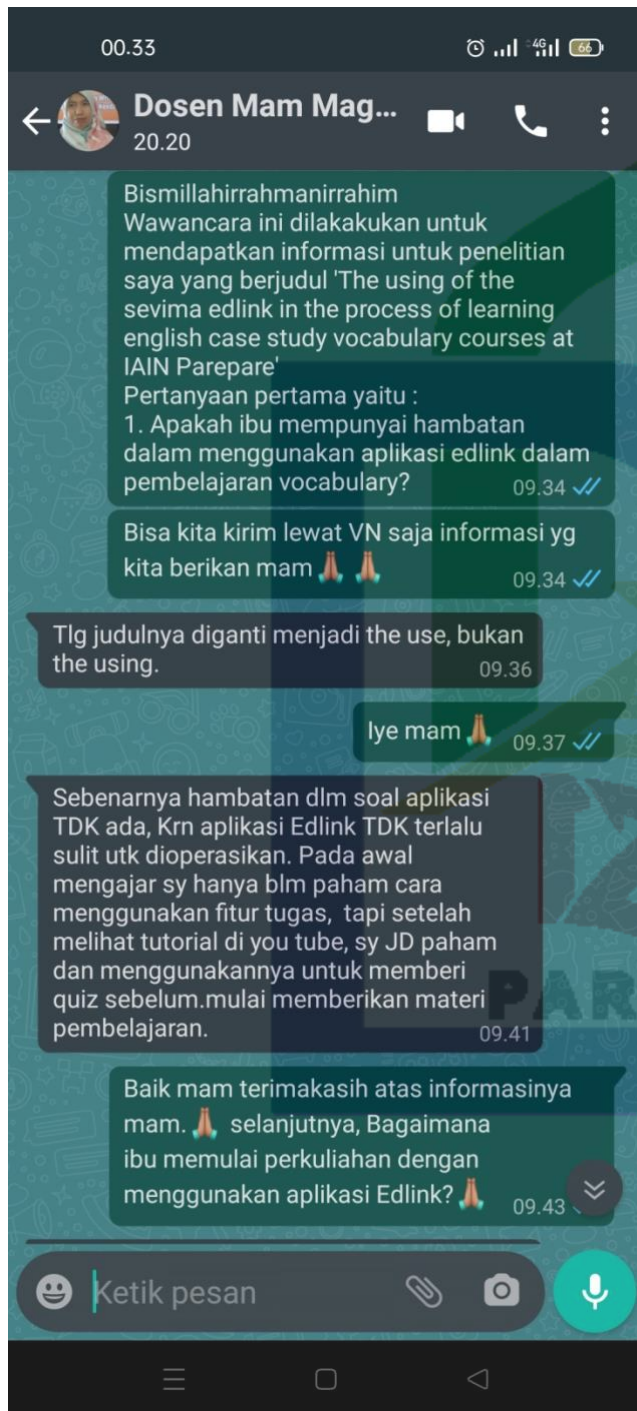 00.33
4G
66
Dosen Mam Mag...
20.20
Bismillahirrahmanirrahim
Wawancara ini dilakakukan untuk
mendapatkan informasi untuk penelitian
saya yang berjudul 'The using of the
sevima edlink in the process of learning
english case study vocabulary courses at
IAIN Parepare'
Pertanyaan pertama yaitu :
1. Apakah ibu mempunyai hambatan
dalam menggunakan aplikasi edlink dalam
pembelajaran vocabulary?
09.34
Bisa kita kirim lewat VN saja informasi yg
kita berikan mam 🙏🙏
09.34
Tlg judulnya diganti menjadi the use, bukan
the using.
09.36
Iye mam 🙏
09.37
Sebenarnya hambatan dlm soal aplikasi
TDK ada, Krn aplikasi Edlink TDK terlalu
sulit utk dioperasikan. Pada awal
mengajar sy hanya blm paham cara
menggunakan fitur tugas, tapi setelah
melihat tutorial di you tube, sy JD paham
dan menggunakannya untuk memberi
quiz sebelum.mulai memberikan materi
pembelajaran.
09.41
PAR
Baik mam terimakasih atas informasinya
mam. 🙏 selanjutnya, Bagaimana
ibu memulai perkuliahan dengan
menggunakan aplikasi Edlink? 🙏
09.43
Ketik pesan